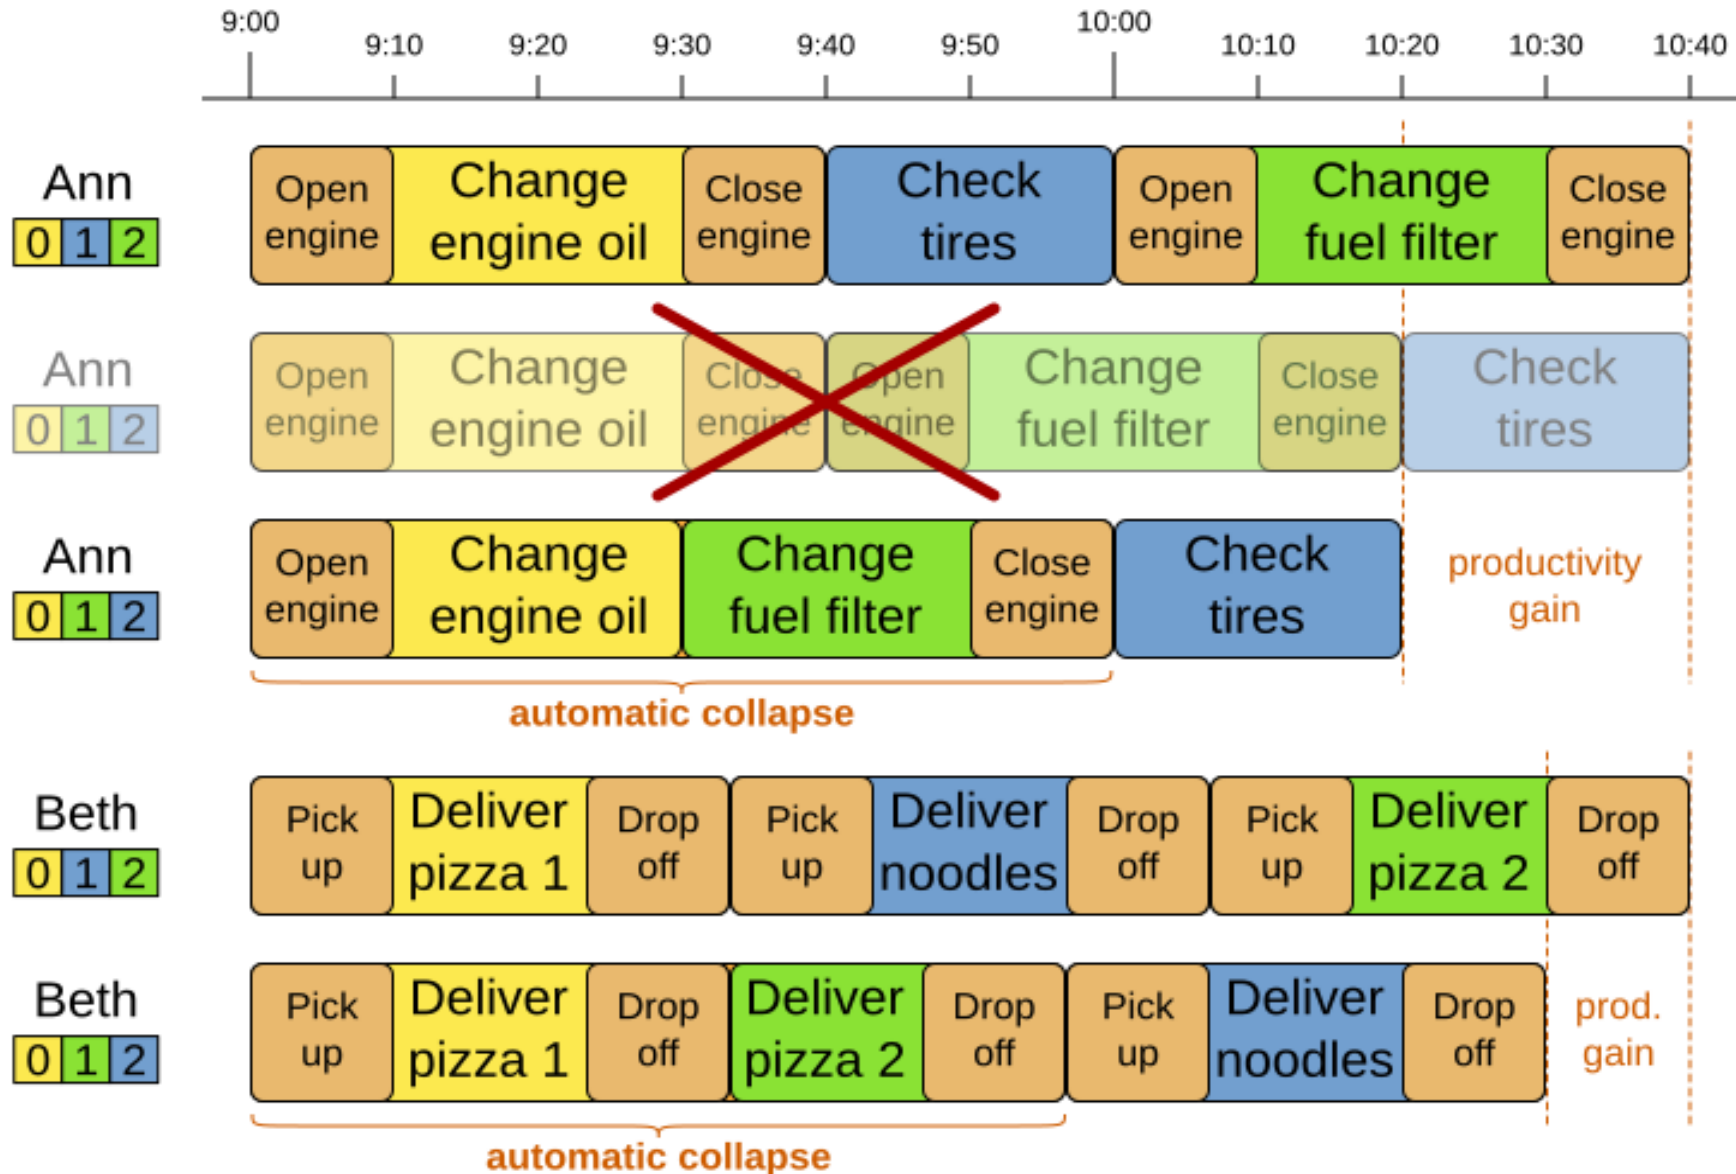 9:00 10:00
9:10 9:20 9:30 9:40 9:50 10:10 10:20 10:30 10:40
Ann
0 1 2
Open
engine
Change
engine oil
Close
engine
Check
tires
Open
engine
Change
fuel filter
Close
engine
Ann
0 1 2
Open
engine
Change
engine oil
Close
engine
Open
engine
Change
fuel filter
Close
engine
Check
tires
Ann
0 1 2
Open
engine
Change
engine oil
Change
fuel filter
Close
engine
Check
tires
productivity
gain
automatic collapse
Beth
0 1 2
Pick
up
Deliver
pizza 1
Drop
off
Pick
up
Deliver
noodles
Drop
off
Pick
up
Deliver
pizza 2
Drop
off
Beth
0 1 2
Pick
up
Deliver
pizza 1
Drop
off
Deliver
pizza 2
Drop
off
Pick
up
Deliver
noodles
Drop
off
prod.
gain
automatic collapse